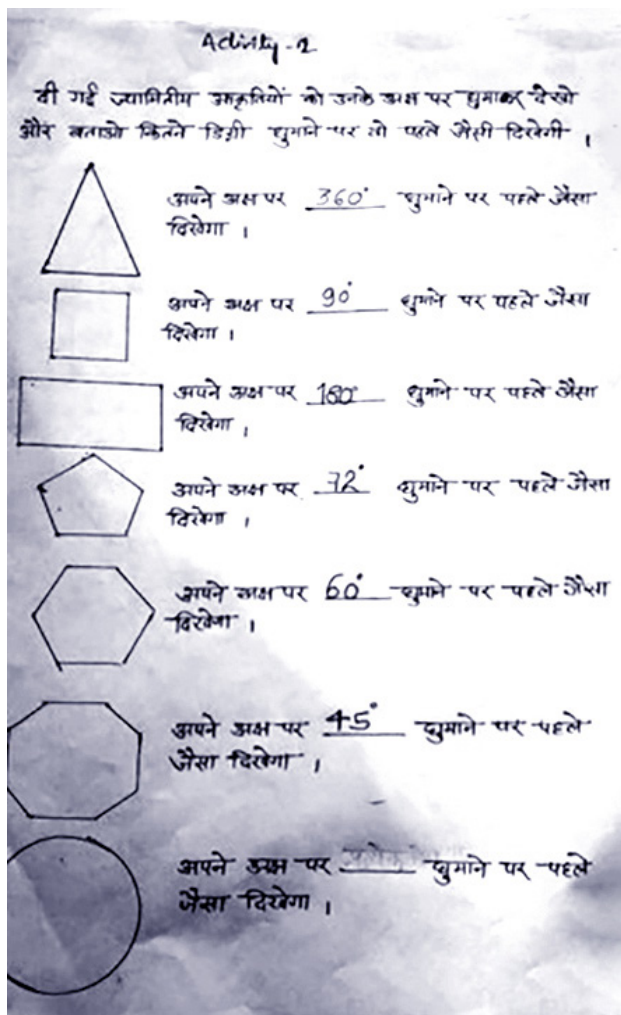 Activity-2
दी गई ज्यामितीय आकृतियों को उनके अक्ष पर घुमाकर देखो
और बताओ कितने डिग्री घुमाने पर वो पहले जैसी दिखेगी ।
अपने अक्ष पर 360° घुमाने पर पहले जैसा
दिखेगा ।
अपने अक्ष पर 90° घुमाने पर पहले जैसा
दिखेगा ।
अपने अक्ष पर 180° घुमाने पर पहले जैसा
दिखेगा ।
अपने अक्ष पर 72° घुमाने पर पहले जैसा
दिखेगा ।
अपने अक्ष पर 60° घुमाने पर पहले जैसा
दिखेगा ।
अपने अक्ष पर 45° घुमाने पर पहले
जैसा दिखेगा ।
अपने अक्ष पर घुमाने पर पहले
जैसा दिखेगा ।